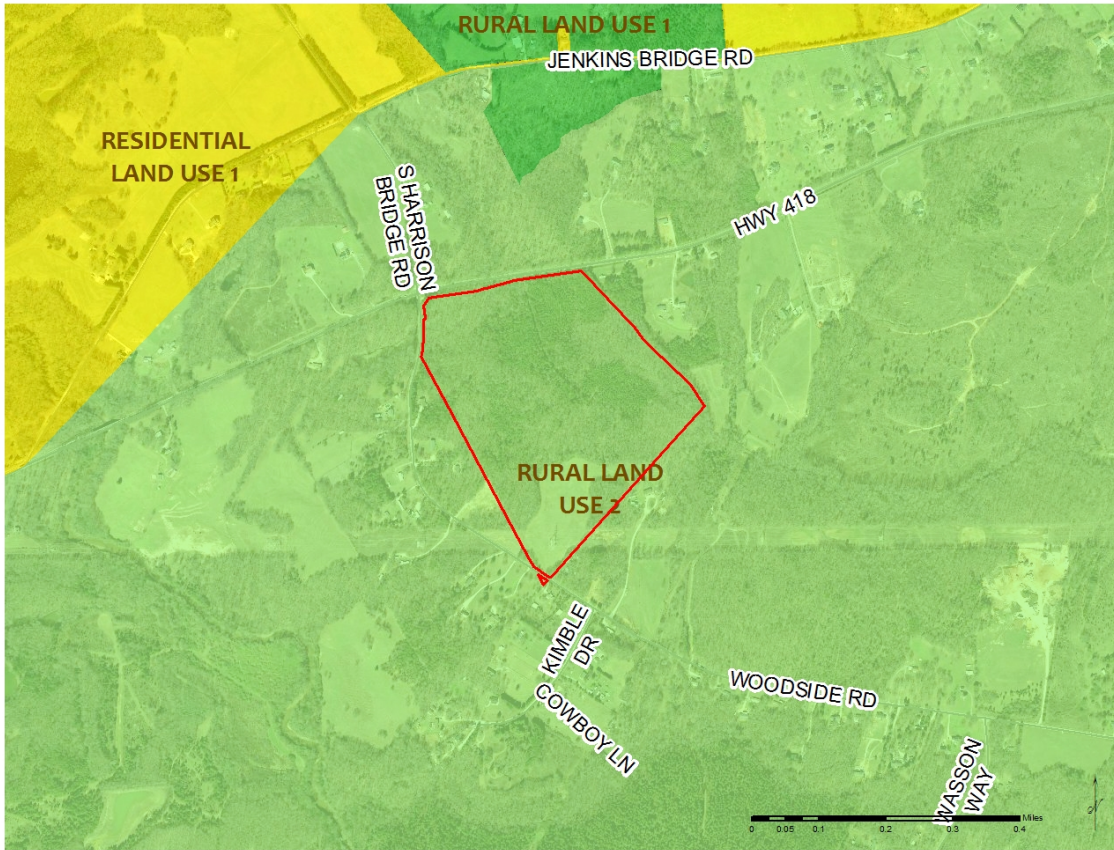 RURAL LAND USE 1
JENKINS BRIDGE RD
RESIDENTIAL
LAND USE 1
S HARRISON
BRIDGE RD
HWY 418
RURAL LAND
USE 2
KIMBLE
DR
COWBOY LN
WOODSIDE RD
WASSON
WAY
0 0.05 0.1 0.2 0.3 0.4 Miles
N